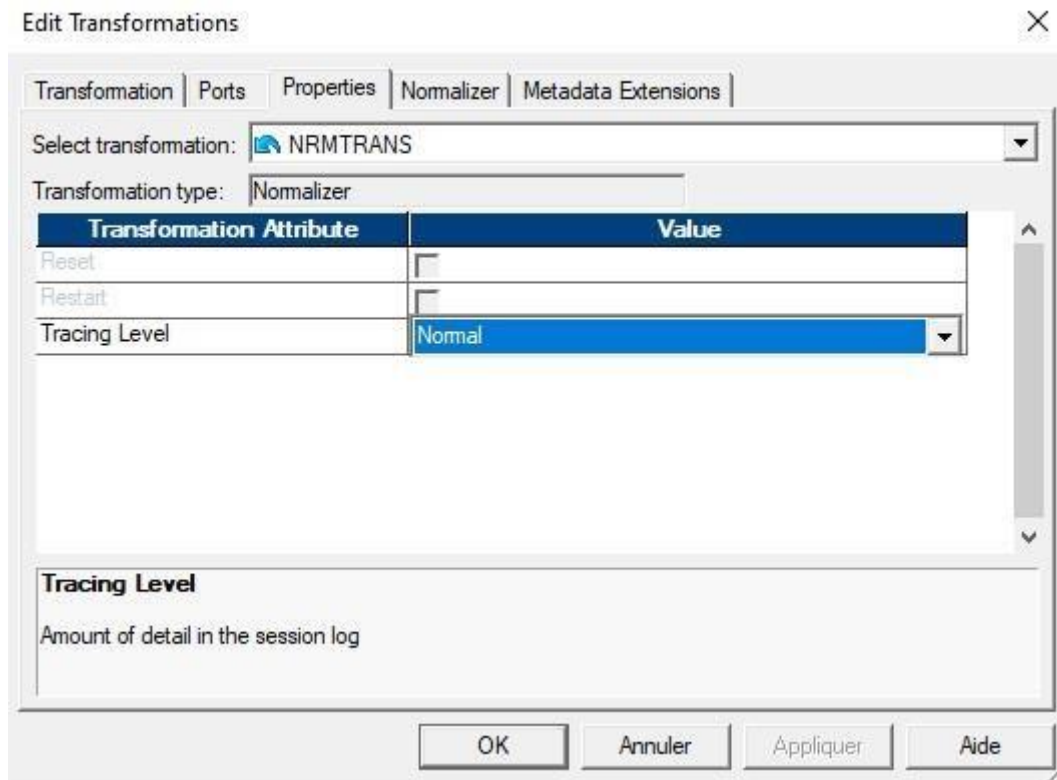 Edit Transformations
Transformation Ports Properties Normalizer Metadata Extensions
Select transformation: NRMTRANS
Transformation type: Normalizer
Transformation Attribute Value
Reset
Restart
Tracing Level Normal
Tracing Level
Amount of detail in the session log
OK Annuler Appliquer Aide